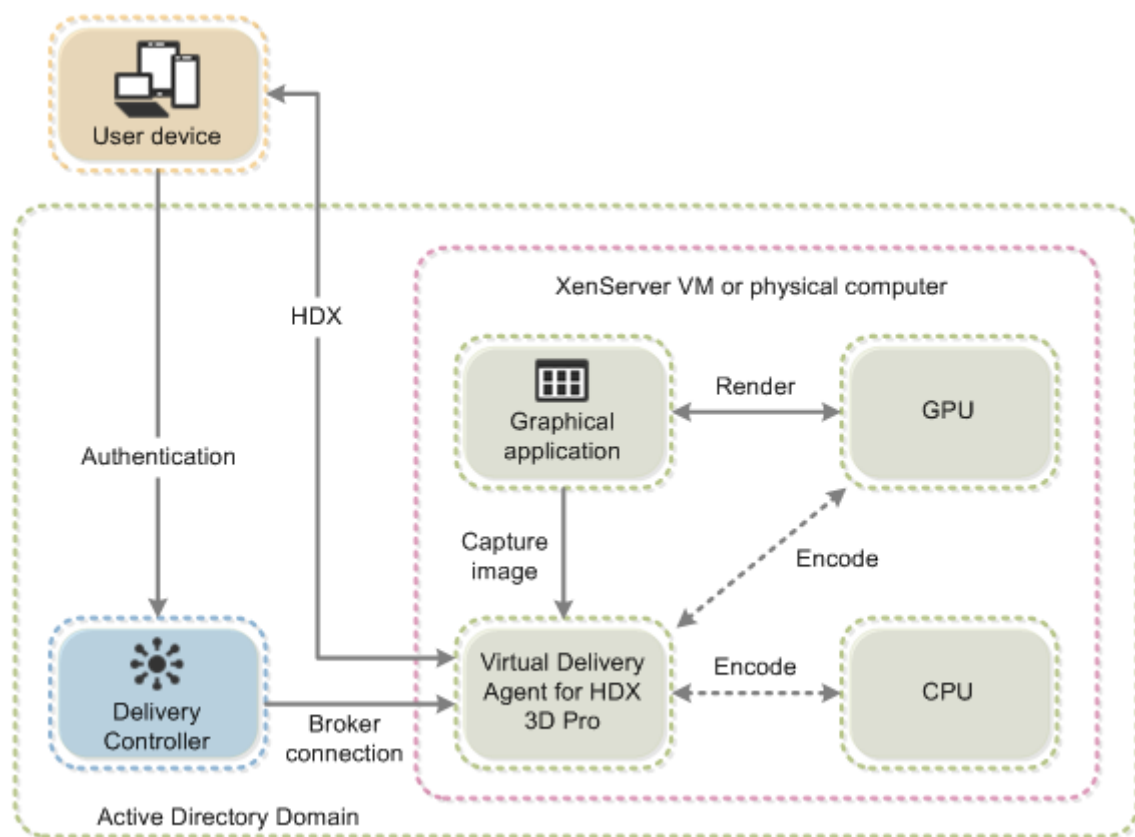 User device
XenServer VM or physical computer
HDX
Graphical
application
Render
GPU
Authentication
Capture
image
Encode
Delivery
Controller
Broker
connection
Virtual Delivery
Agent for HDX
3D Pro
Encode
CPU
Active Directory Domain